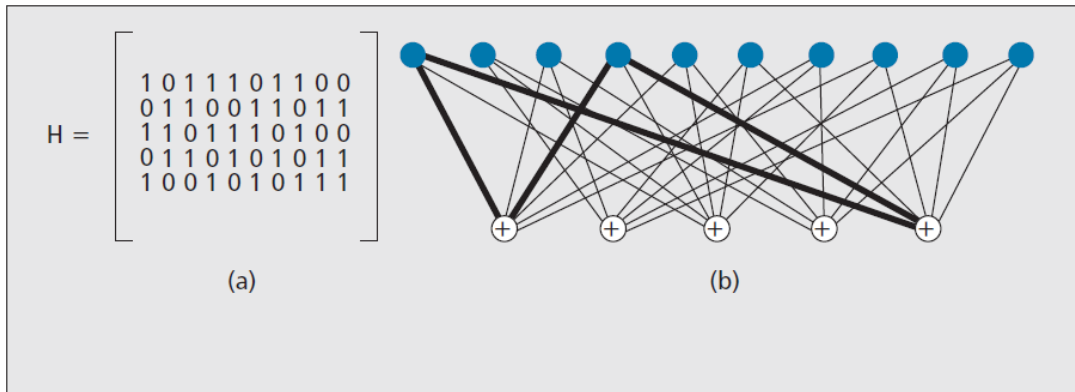 1 0 1 1 1 0 1 1 0 0
0 1 1 0 0 1 1 0 1 1
H = 1 1 0 1 1 1 0 1 0 0
0 1 1 0 1 0 1 0 1 1
1 0 0 1 0 1 0 1 1 1
+ + + + +
(a) (b)